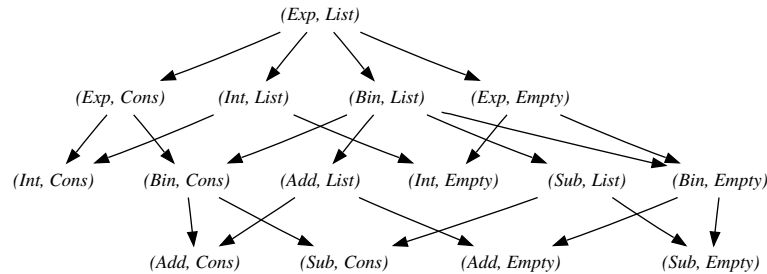 (Exp, List)
(Exp, Cons) (Int, List) (Bin, List) (Exp, Empty)
(Int, Cons) (Bin, Cons) (Add, List) (Int, Empty) (Sub, List) (Bin, Empty)
(Add, Cons) (Sub, Cons) (Add, Empty) (Sub, Empty)